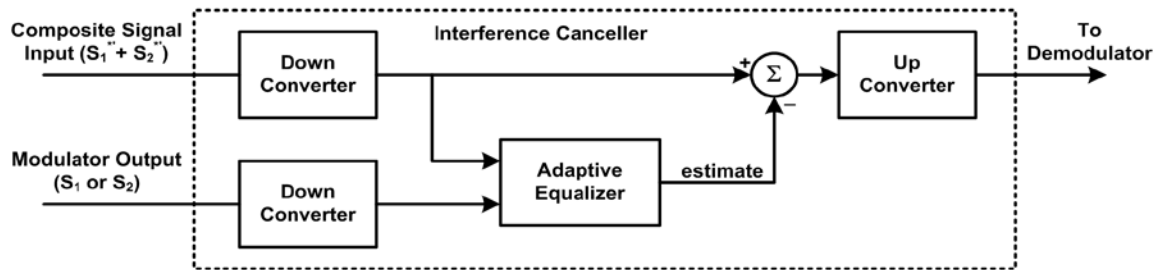 Composite Signal
Input (S₁'''+ S₂''')
Interference Canceller
To
Demodulator
Down
Converter
+
Σ
−
Up
Converter
Modulator Output
(S₁ or S₂)
Down
Converter
Adaptive
Equalizer
estimate